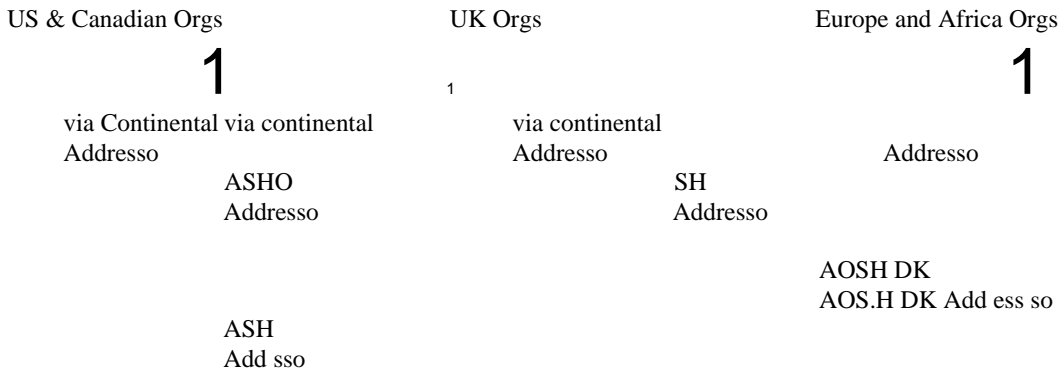 US & Canadian Orgs UK Orgs Europe and Africa Orgs
1 1 1
via Continental via continental via continental
Addresso Addresso Addresso
ASHO SH
Addresso Addresso
AOSH DK
AOS.H DK Add ess so
ASH
Add sso